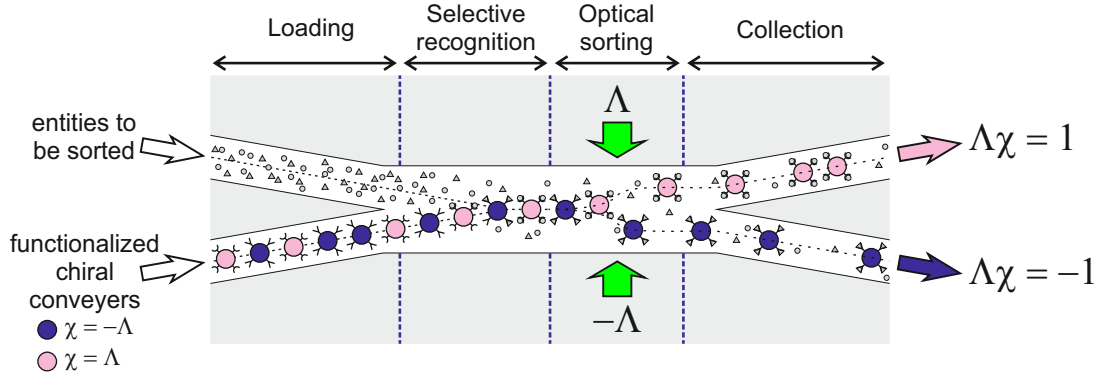 Loading
Selective
recognition
Optical
sorting
Collection
Λ
entities to
be sorted
Λχ = 1
functionalized
chiral
conveyers
χ = −Λ
χ = Λ
−Λ
Λχ = −1